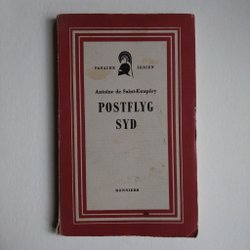 PANACHE SERIEN
Antoine de Saint-Exupéry
POSTFLYG
SYD
BONNIERS